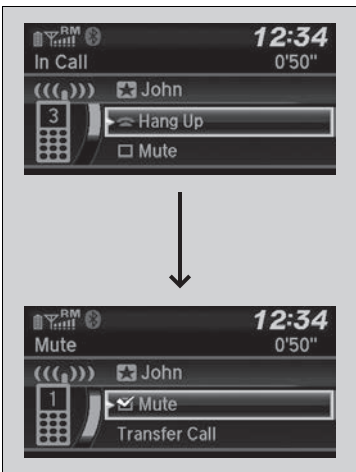 RM 12:34
In Call 0'50"
John
3 Hang Up
Mute
RM 12:34
Mute 0'50"
John
1 Mute
Transfer Call